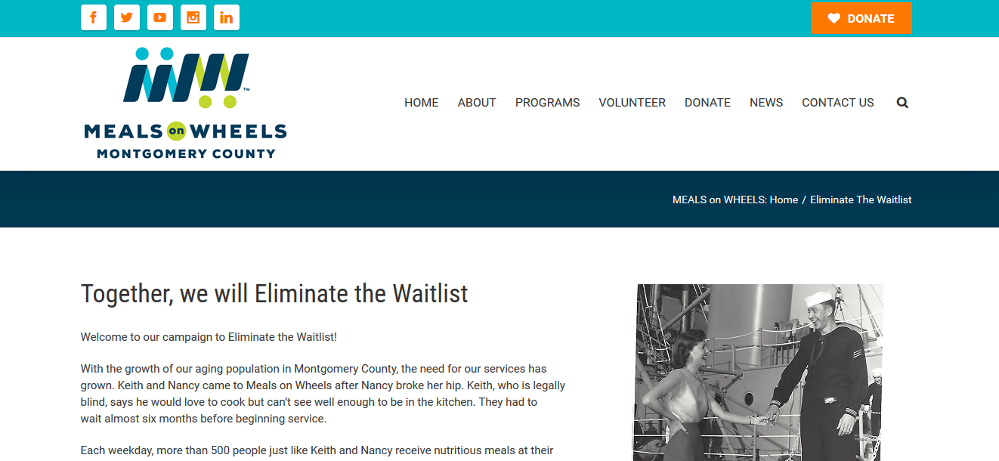 DONATE
TM
MEALS on WHEELS
MONTGOMERY COUNTY
HOME ABOUT PROGRAMS VOLUNTEER DONATE NEWS CONTACT US
MEALS on WHEELS: Home / Eliminate The Waitlist
Together, we will Eliminate the Waitlist
Welcome to our campaign to Eliminate the Waitlist!
With the growth of our aging population in Montgomery County, the need for our services has
grown. Keith and Nancy came to Meals on Wheels after Nancy broke her hip. Keith, who is legally
blind, says he would love to cook but can’t see well enough to be in the kitchen. They had to
wait almost six months before beginning service.
Each weekday, more than 500 people just like Keith and Nancy receive nutritious meals at their